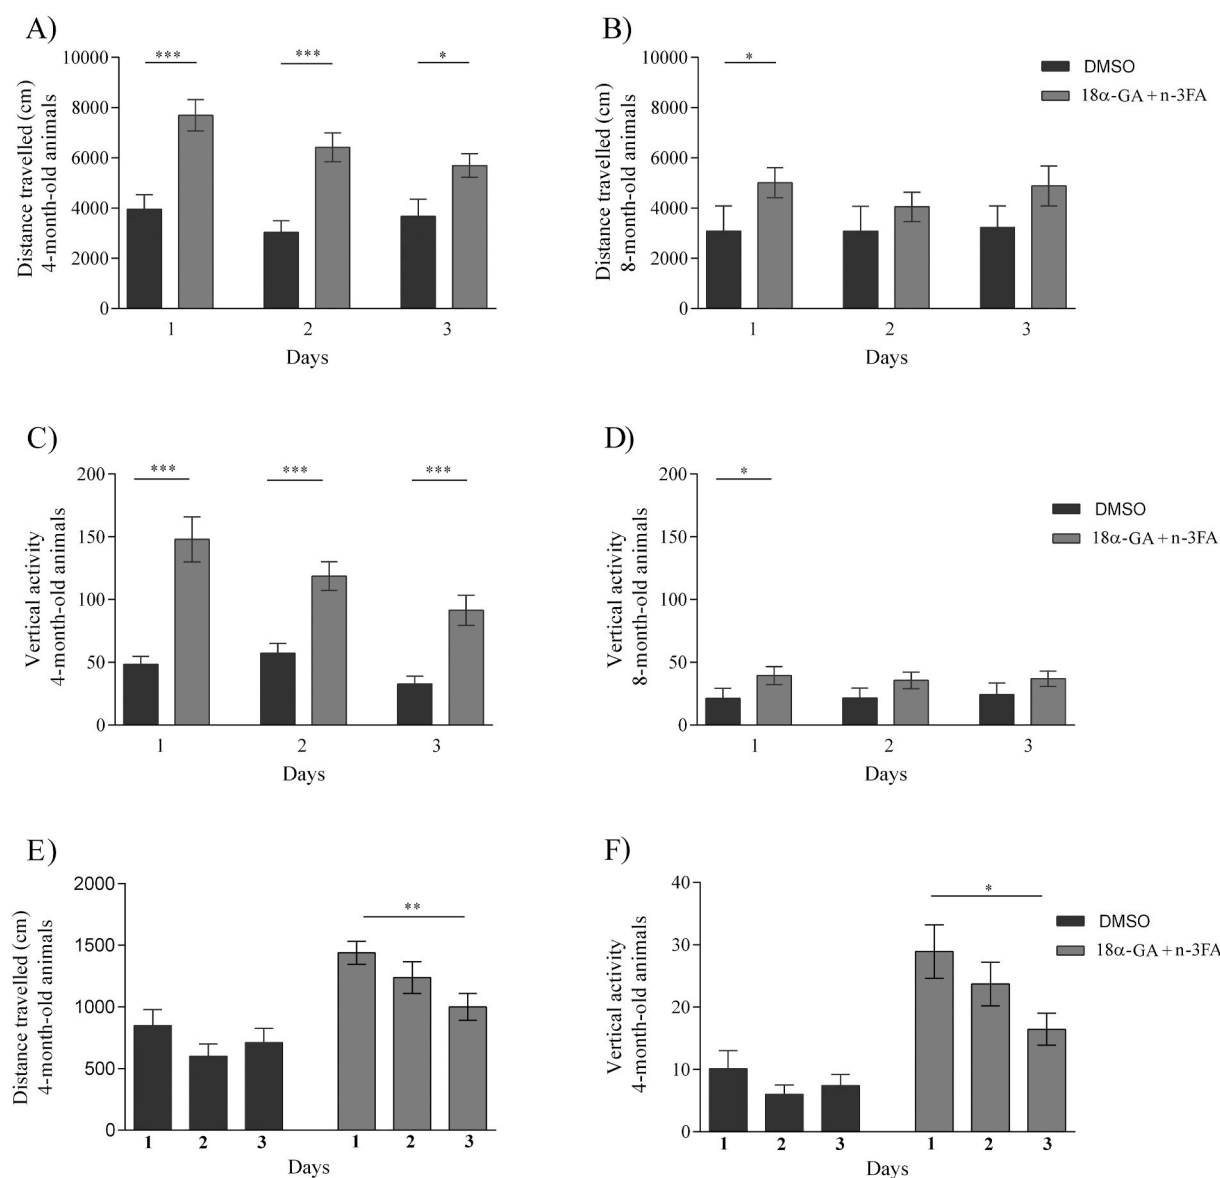 A)
Distance travelled (cm)
4-month-old animals
10000
8000
6000
4000
2000
0
***
***
*
1
2
3
Days
B)
Distance travelled (cm)
8-month-old animals
10000
8000
6000
4000
2000
0
*
1
2
3
Days
DMSO
18α-GA+n-3FA
C)
Vertical activity
4-month-old animals
200
150
100
50
0
***
***
***
1
2
3
Days
D)
Vertical activity
8-month-old animals
200
150
100
50
0
*
1
2
3
Days
DMSO
18α-GA+n-3FA
E)
Distance travelled (cm)
4-month-old animals
2000
1500
1000
500
0
**
1
2
3
1
2
3
Days
F)
Vertical activity
4-month-old animals
40
30
20
10
0
*
1
2
3
1
2
3
Days
DMSO
18α-GA+n-3FA